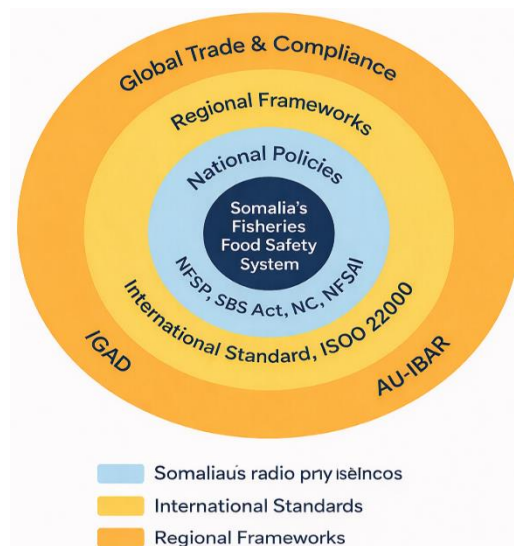 Global Trade & Compliance
Regional Frameworks
National Policies
Somalia's
Fisheries
Food Safety
System
NFSP, SBS Act, NC, NFSAI
International Standard, ISOO 22000
IGAD
AU-IBAR
radio
International Standards
Regional Frameworks